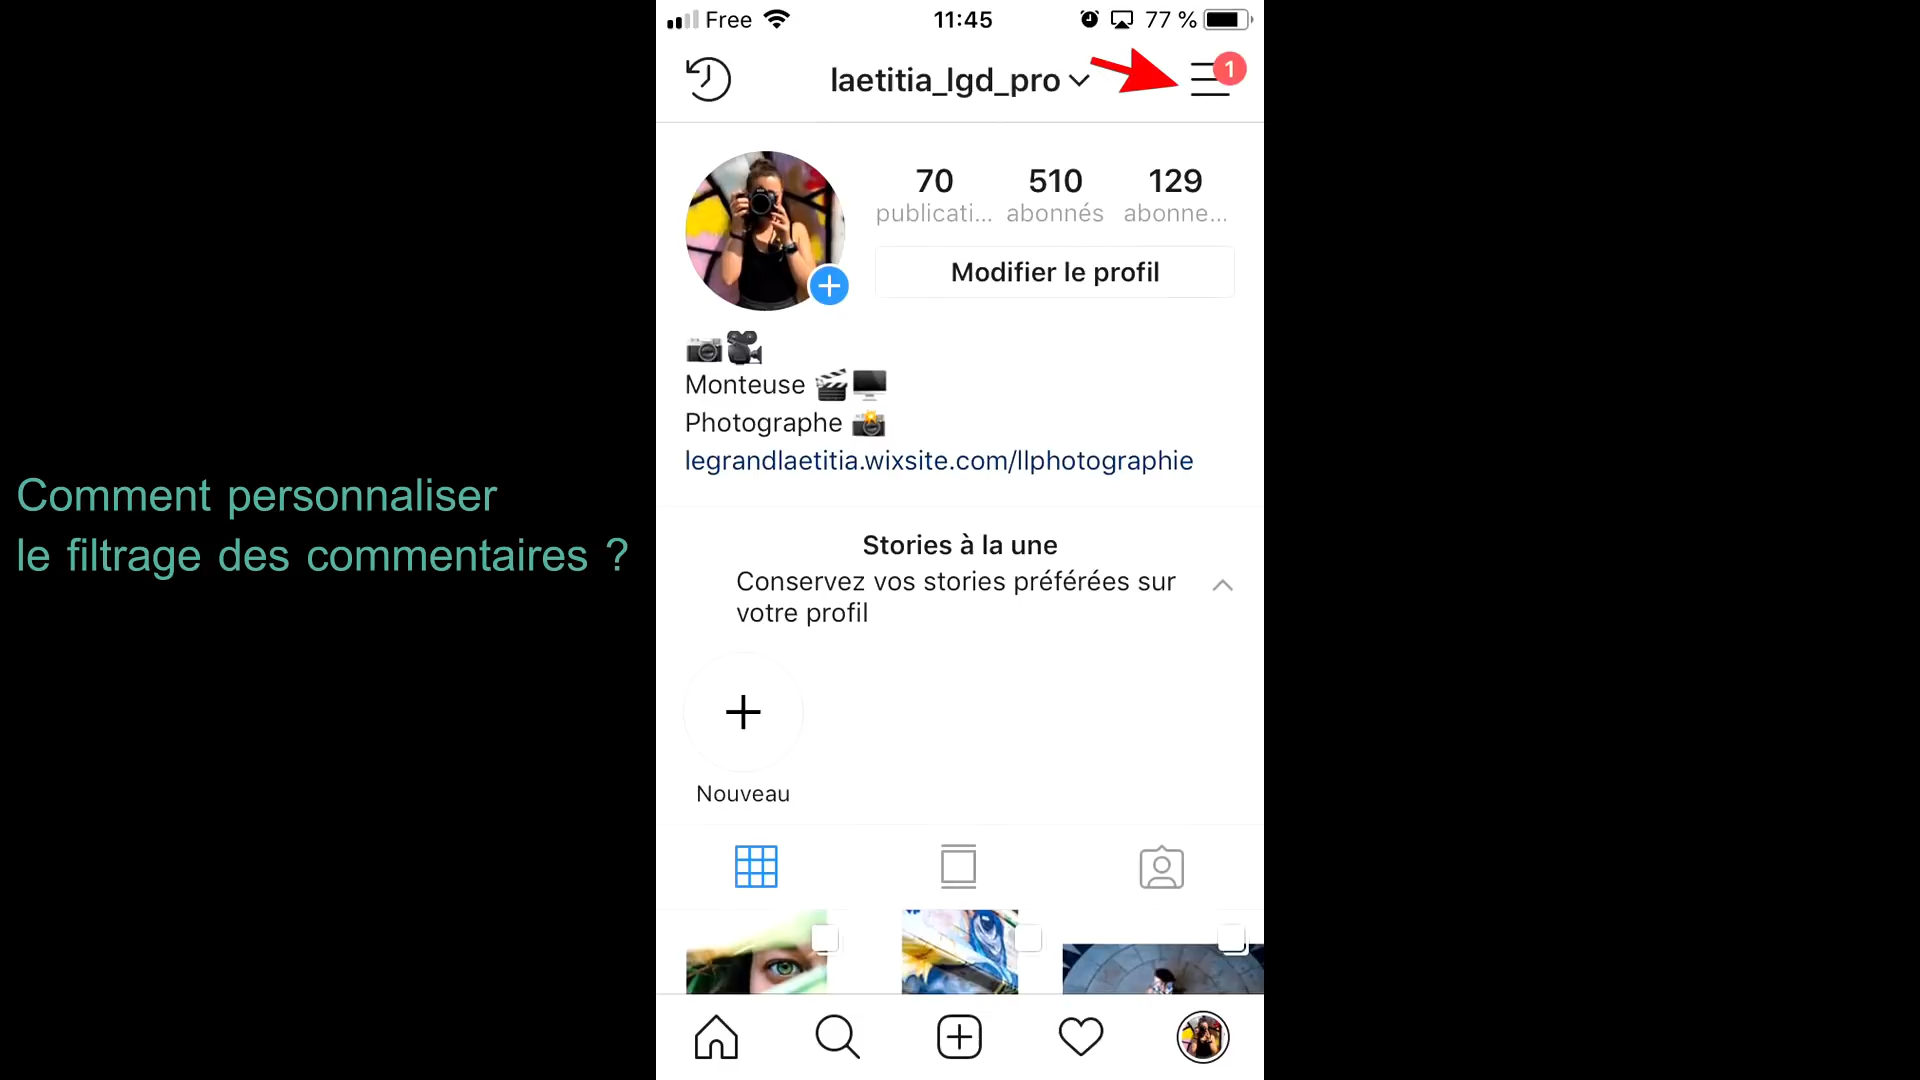 Free
11:45
77 %
laetitia_lgd_pro
1
70
510
129
publicati...
abonnés
abonne...
Modifier le profil
Monteuse
Photographe
legrandlaetitia.wixsite.com/llphotographie
Comment personnaliser
le filtrage des commentaires ?
Stories à la une
Conservez vos stories préférées sur
votre profil
Nouveau